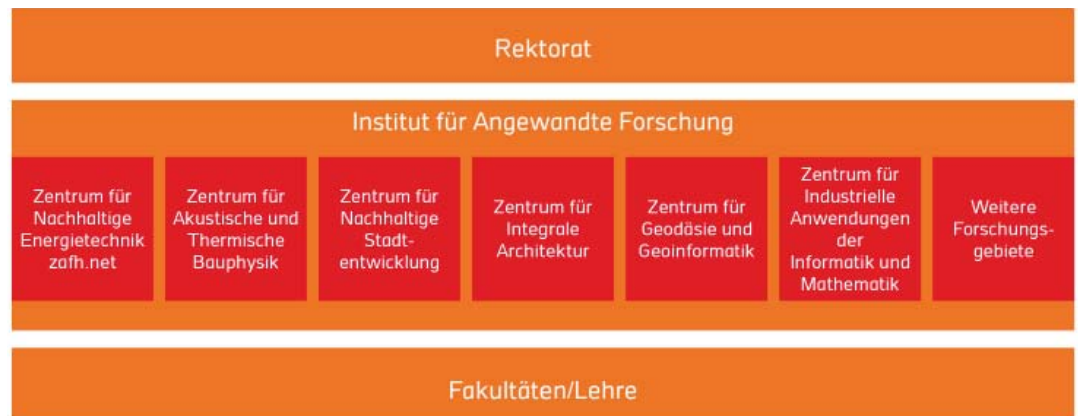 Rektorat
Institut für Angewandte Forschung
Zentrum für
Nachhaltige
Energietechnik
zafh.net
Zentrum für
Akustische und
Thermische
Bauphysik
Zentrum für
Nachhaltige
Stadt-
entwicklung
Zentrum für
Integrale
Architektur
Zentrum für
Geodäsie und
Geoinformatik
Zentrum für
Industrielle
Anwendungen
der
Informatik und
Mathematik
Weitere
Forschungs-
gebiete
Fakultäten/Lehre